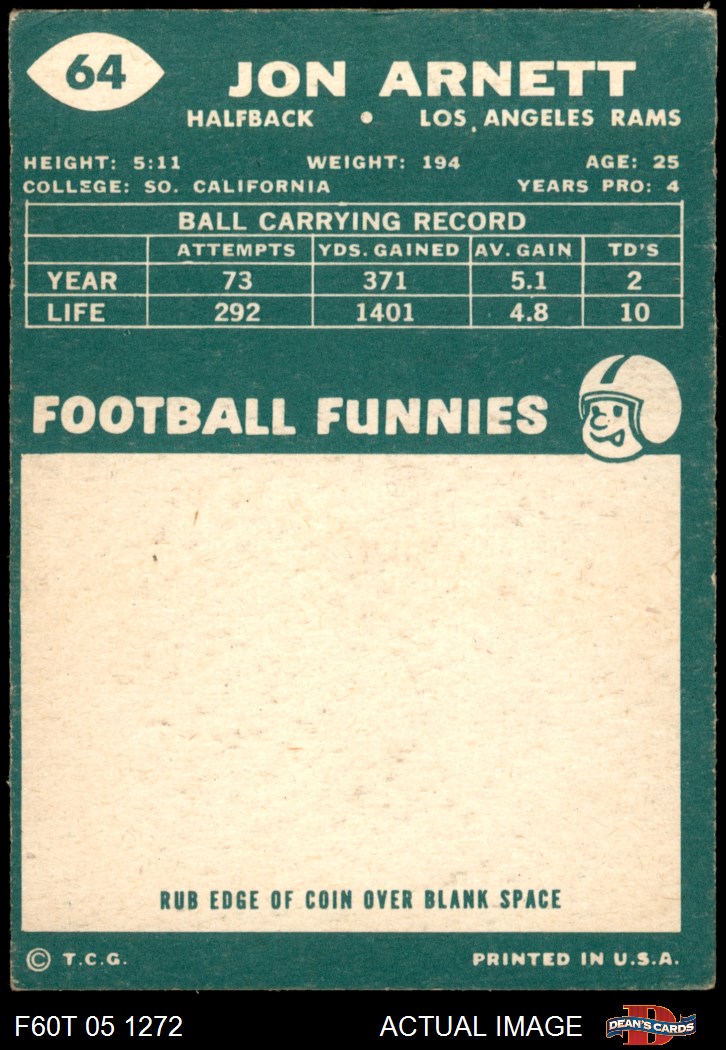 64
JON ARNETT
HALFBACK • LOS ANGELES RAMS
HEIGHT: 5:11 WEIGHT: 194 AGE: 25
COLLEGE: SO. CALIFORNIA YEARS PRO: 4
BALL CARRYING RECORD
ATTEMPTS YDS. GAINED AV. GAIN TD'S
YEAR 73 371 5.1 2
LIFE 292 1401 4.8 10
FOOTBALL FUNNIES
RUB EDGE OF COIN OVER BLANK SPACE
© T.C.G. PRINTED IN U.S.A.
F60T 05 1272 ACTUAL IMAGE D DEAN'S CARDS